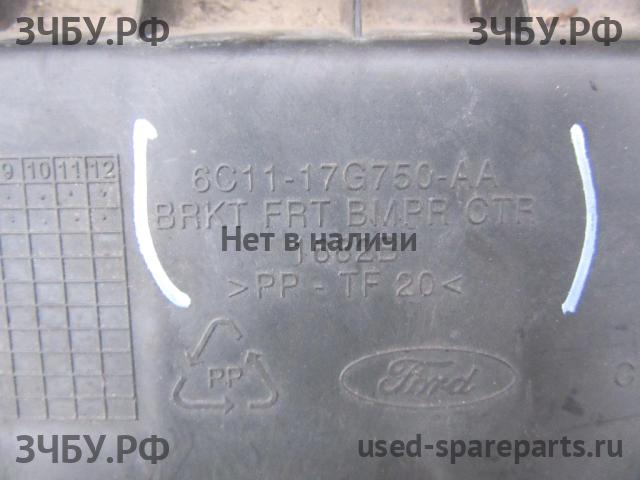 ЗЧБУ.РФ ЗЧБУ.РФ
9 10 11 12
6C11-17G750-AA
BRKT FRT BMPR CTR
Нет в наличи
>PP - TF 20<
PP Ford
ЗЧБУ.РФ used-spareparts.ru